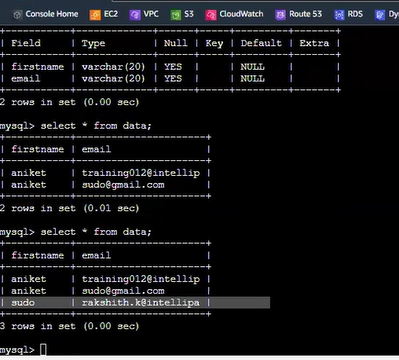 Console Home EC2 VPC S3 CloudWatch Route 53 RDS
+-----------+-------------+------+-----+---------+-------+
| Field | Type | Null | Key | Default | Extra |
+-----------+-------------+------+-----+---------+-------+
| firstname | varchar(20) | YES | | NULL | |
| email | varchar(20) | YES | | NULL | |
+-----------+-------------+------+-----+---------+-------+
2 rows in set (0.00 sec)
mysql> select * from data;
+-----------+----------------------+
| firstname | email |
+-----------+----------------------+
| aniket | training012@intellip |
| aniket | sudo@gmail.com |
+-----------+----------------------+
2 rows in set (0.01 sec)
mysql> select * from data;
+-----------+----------------------+
| firstname | email |
+-----------+----------------------+
| aniket | training012@intellip |
| aniket | sudo@gmail.com |
| sudo | rakshith.k@intellipa |
+-----------+----------------------+
3 rows in set (0.00 sec)
mysql>